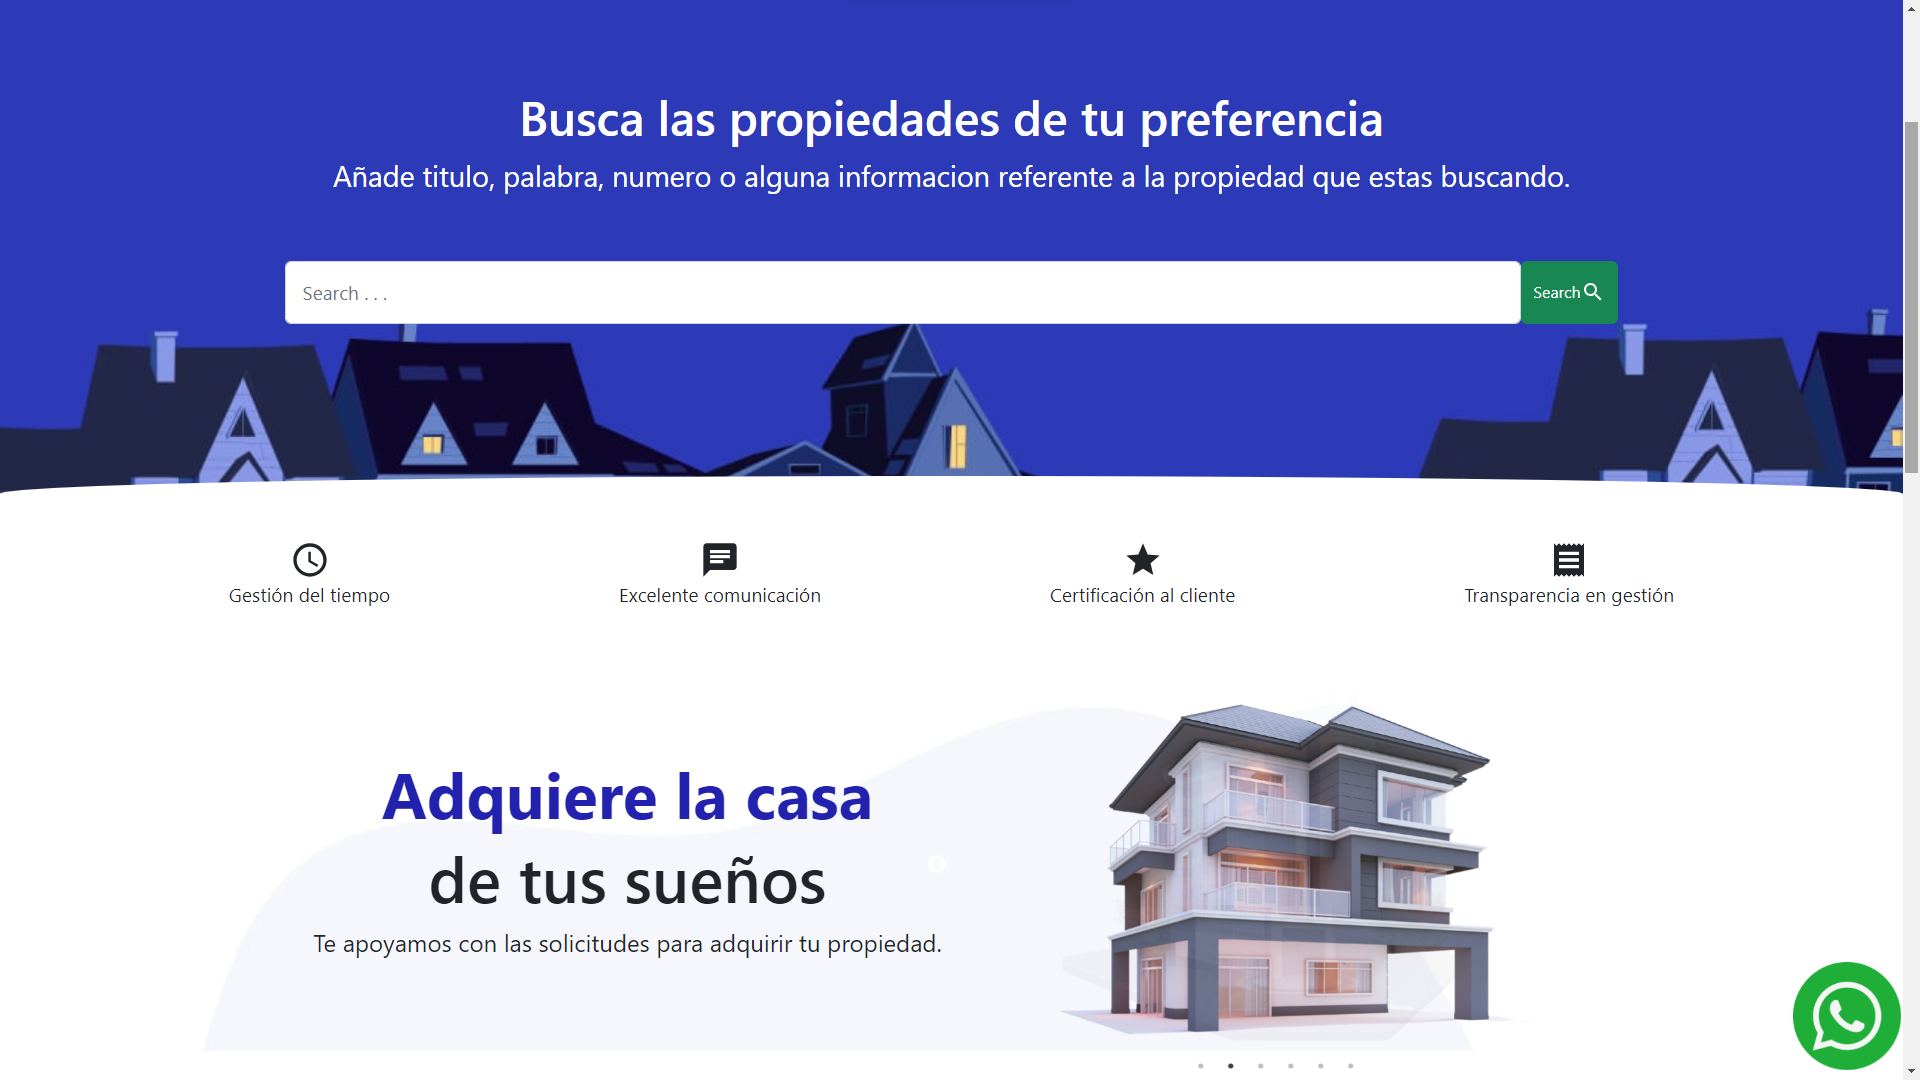 Busca las propiedades de tu preferencia
Añade titulo, palabra, numero o alguna informacion referente a la propiedad que estas buscando.
Search . . .
Search
Gestión del tiempo
Excelente comunicación
Certificación al cliente
Transparencia en gestión
Adquiere la casa
de tus sueños
Te apoyamos con las solicitudes para adquirir tu propiedad.